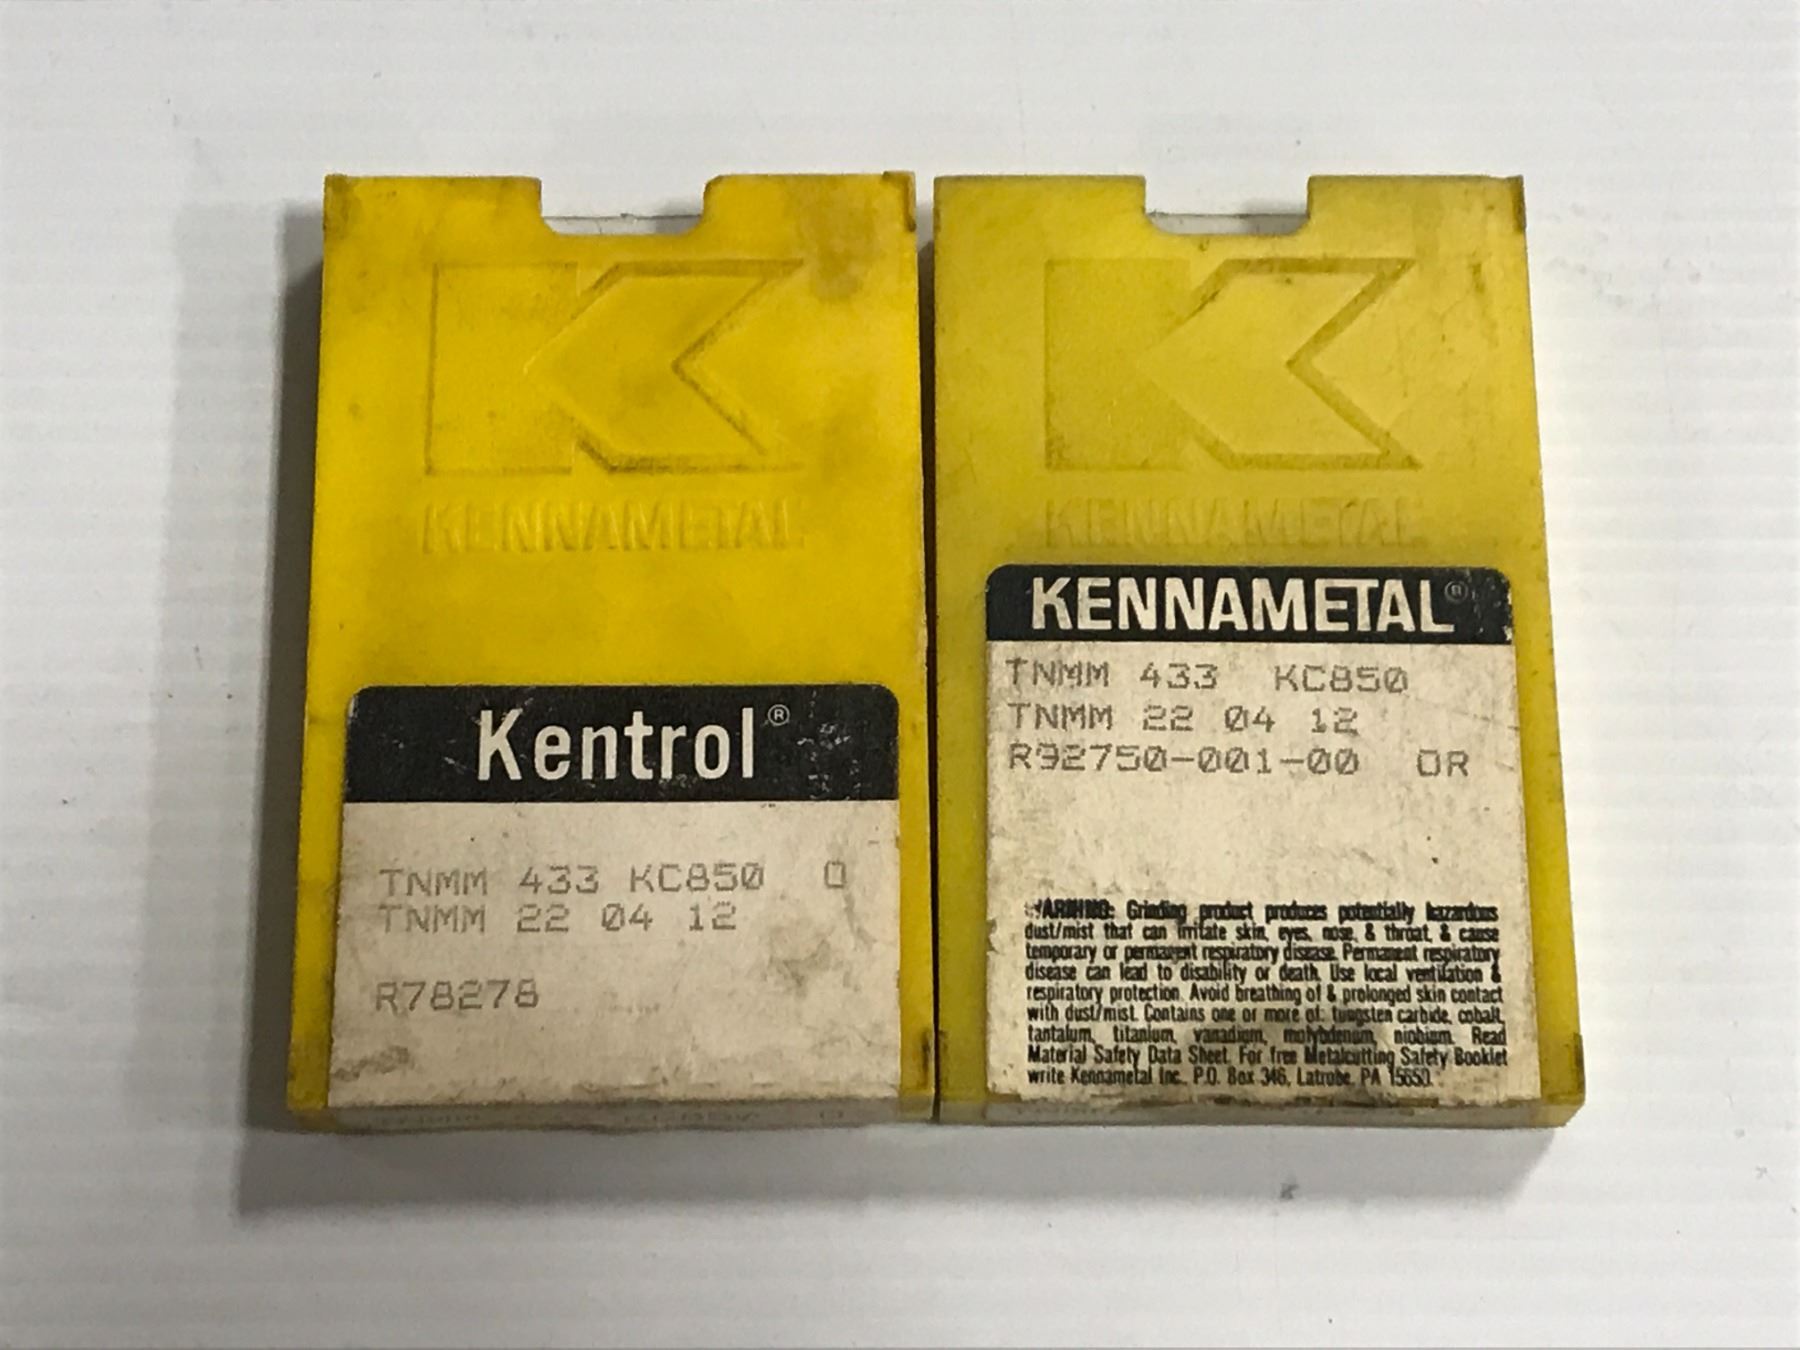 KENNAMETAL
Kentrol®
TNMM 433 KC850 O
TNMM 22 04 12
R78278
KENNAMETAL
KENNAMETAL®
TNMM 433 KC850
TNMM 22 04 12
R92750-001-00 OR
WARNING: Grinding product produces potentially hazardous
dust/mist that can irritate skin, eyes, nose, & throat, & cause
temporary or permanent respiratory disease. Permanent respiratory
disease can lead to disability or death. Use local ventilation &
respiratory protection. Avoid breathing of & prolonged skin contact
with dust/mist. Contains one or more of: tungsten carbide, cobalt,
tantalum, titanium, vanadium, molybdenum, niobium. Read
Material Safety Data Sheet. For free Metalcutting Safety Booklet
write Kennametal Inc., P.O. Box 346, Latrobe, PA 15650.